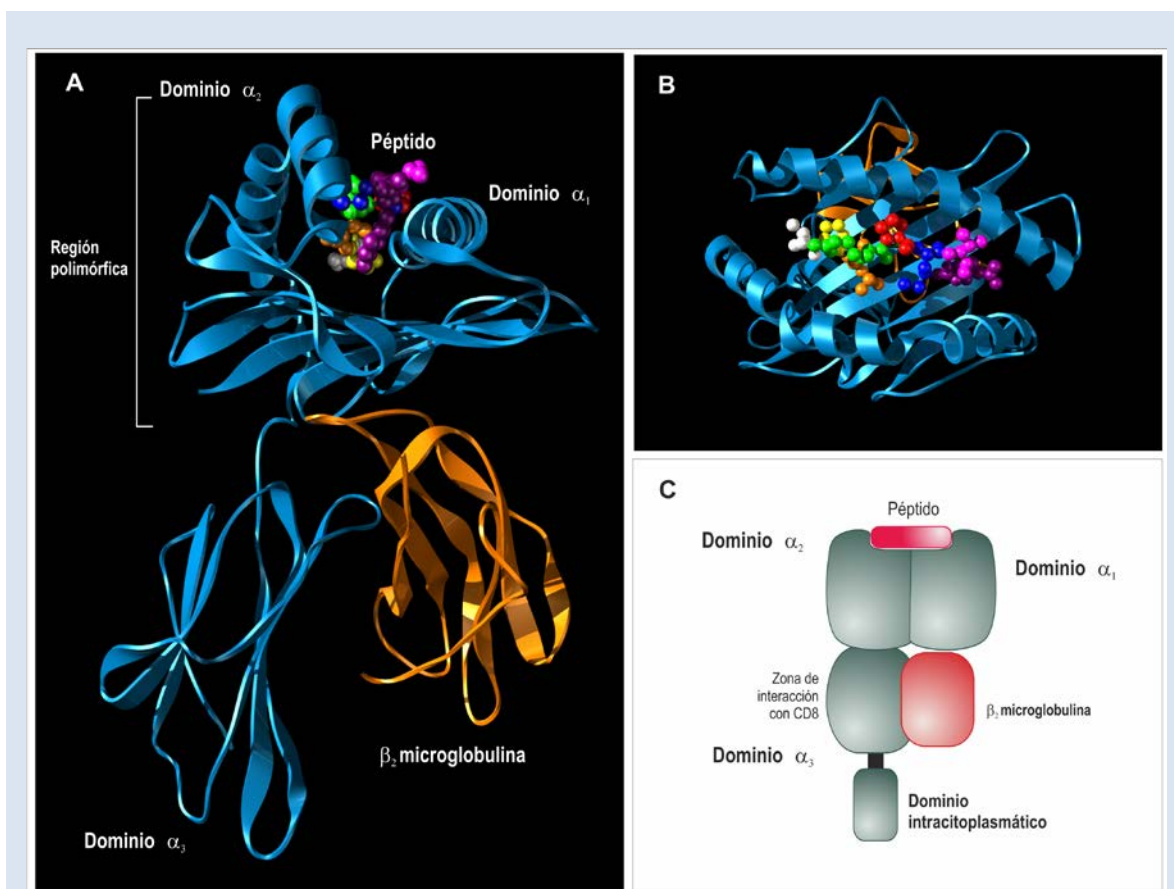 A
Dominio α₂
Péptido
Dominio α₁
Región
polimórfica
β₂ microglobulina
Dominio α₃
B
C
Péptido
Dominio α₂
Dominio α₁
Zona de
interacción
con CD8
β₂ microglobulina
Dominio α₃
Dominio
intracitoplasmático